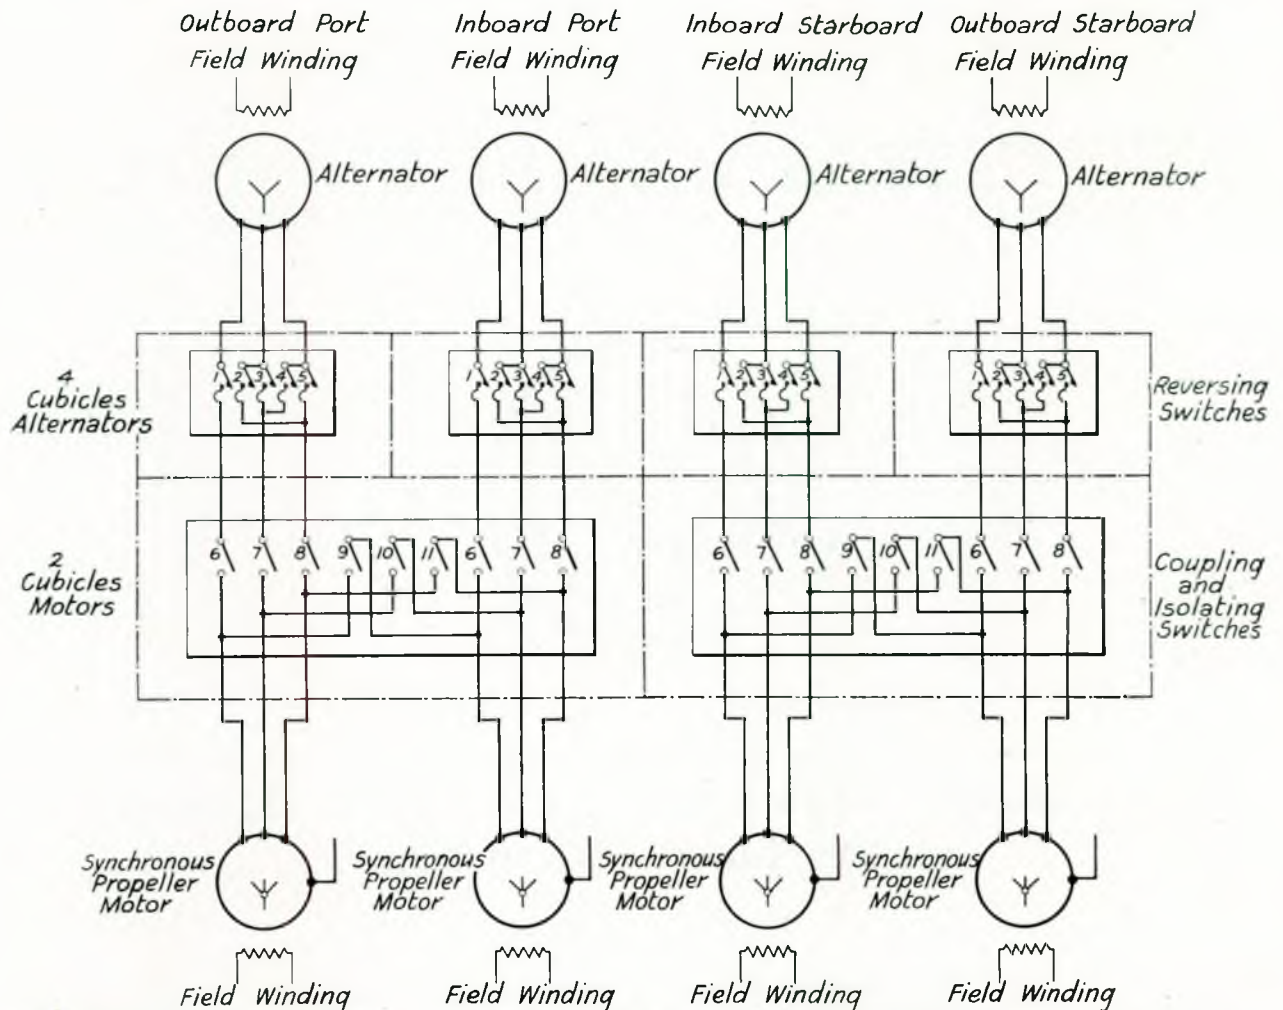 Outboard Port
Field Winding
Inboard Port
Field Winding
Inboard Starboard
Field Winding
Outboard Starboard
Field Winding
Alternator
Alternator
Alternator
Alternator
4
Cubicles
Alternators
1 2 3 4 5
1 2 3 4 5
1 2 3 4 5
1 2 3 4 5
Reversing
Switches
2
Cubicles
Motors
6 7 8 9 10 11 6 7 8
6 7 8 9 10 11 6 7 8
Coupling
and
Isolating
Switches
Synchronous
Propeller
Motor
Synchronous
Propeller
Motor
Synchronous
Propeller
Motor
Synchronous
Propeller
Motor
Field Winding
Field Winding
Field Winding
Field Winding